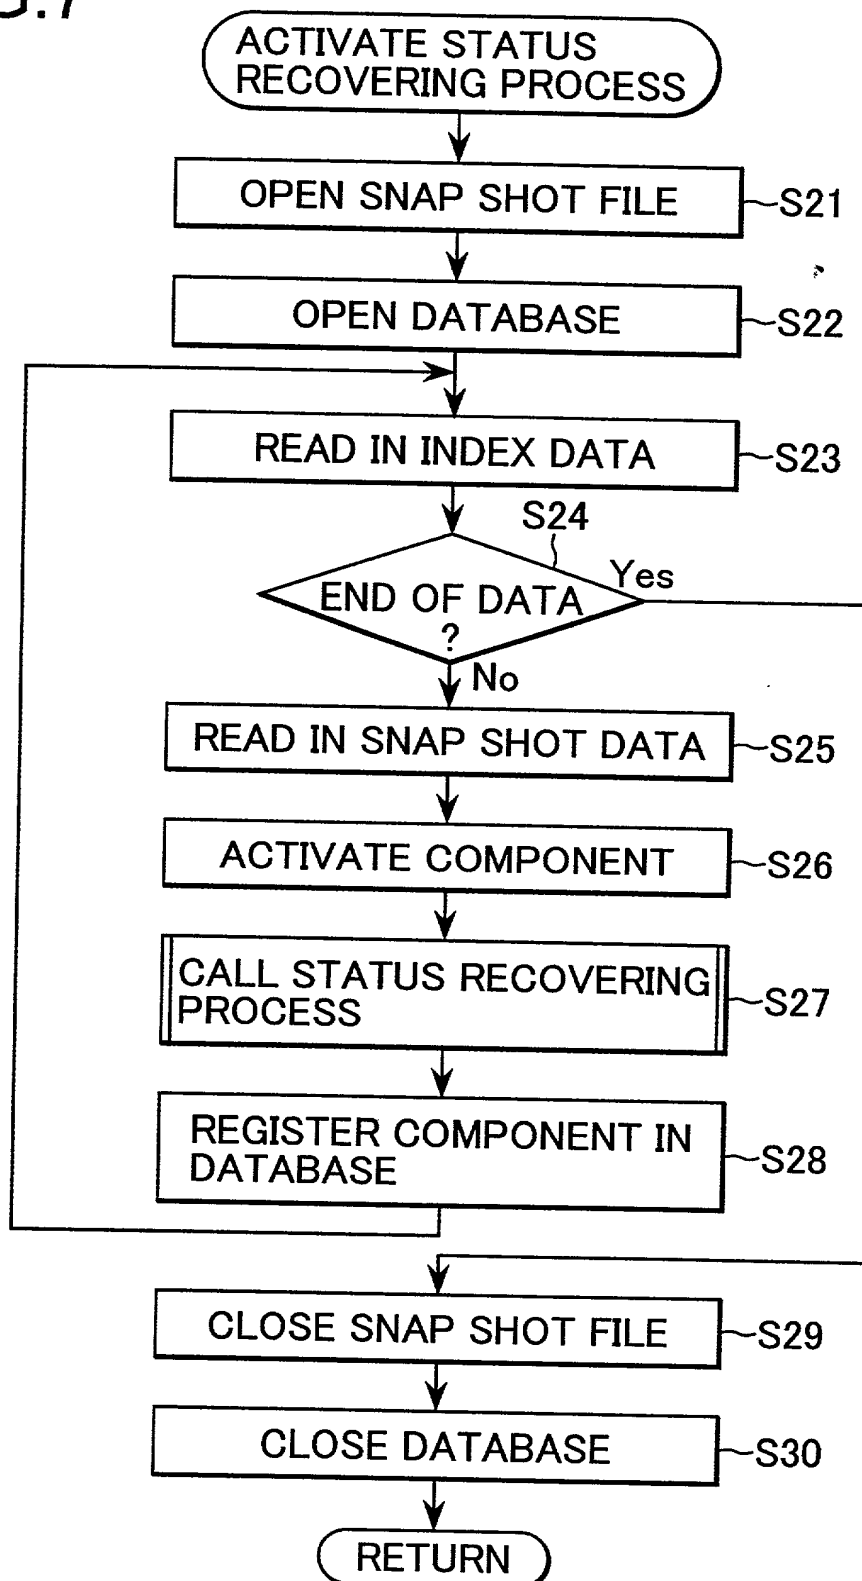 ACTIVATE STATUS
RECOVERING PROCESS
OPEN SNAP SHOT FILE
S21
OPEN DATABASE
S22
READ IN INDEX DATA
S23
S24
END OF DATA
?
Yes
No
READ IN SNAP SHOT DATA
S25
ACTIVATE COMPONENT
S26
CALL STATUS RECOVERING
PROCESS
S27
REGISTER COMPONENT IN
DATABASE
S28
CLOSE SNAP SHOT FILE
S29
CLOSE DATABASE
S30
RETURN